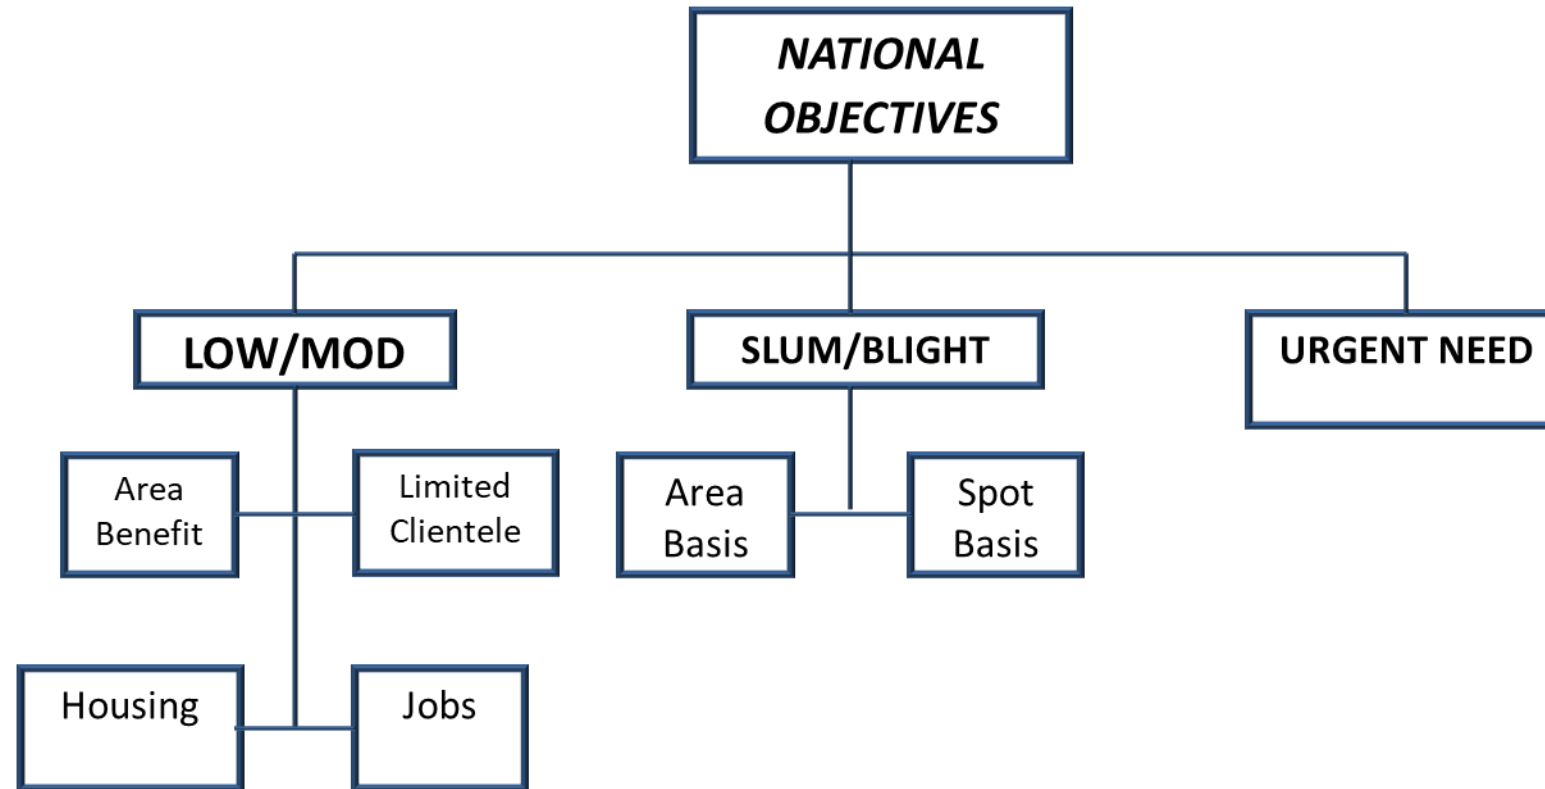 NATIONAL
OBJECTIVES
LOW/MOD
SLUM/BLIGHT
URGENT NEED
Area
Benefit
Limited
Clientele
Area
Basis
Spot
Basis
Housing
Jobs